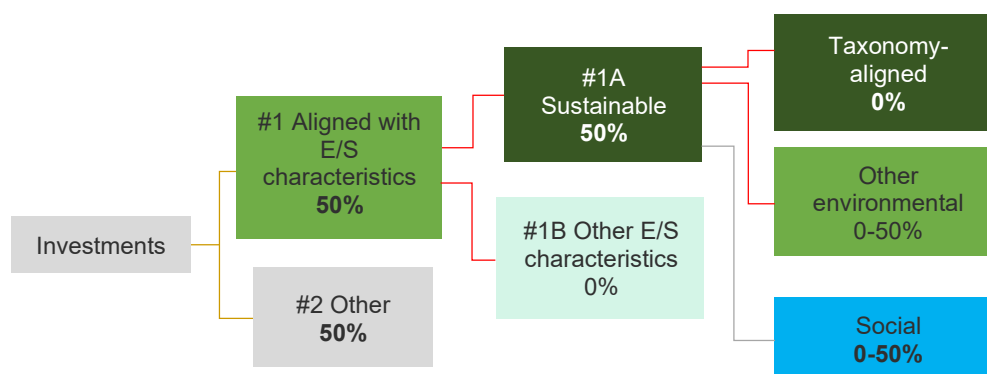 Investments
#1 Aligned with
E/S
characteristics
50%
#2 Other
50%
#1A
Sustainable
50%
#1B Other E/S
characteristics
0%
Taxonomy-
aligned
0%
Other
environmental
0-50%
Social
0-50%